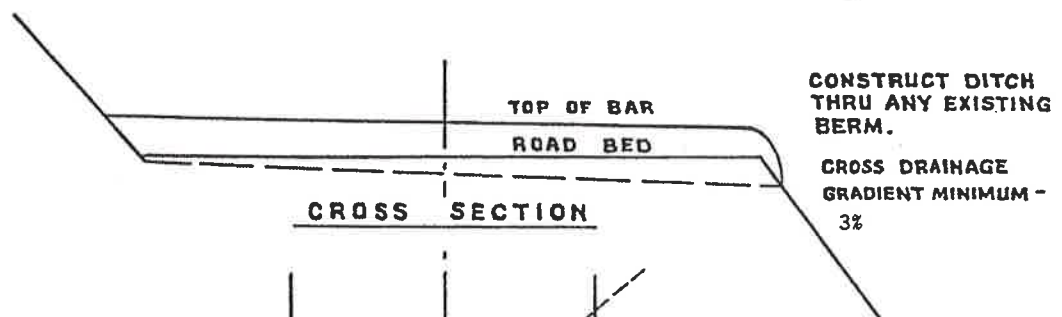 TOP OF BAR
ROAD BED
CROSS SECTION
CONSTRUCT DITCH
THRU ANY EXISTING
BERM.
CROSS DRAINAGE
GRADIENT MINIMUM -
3%